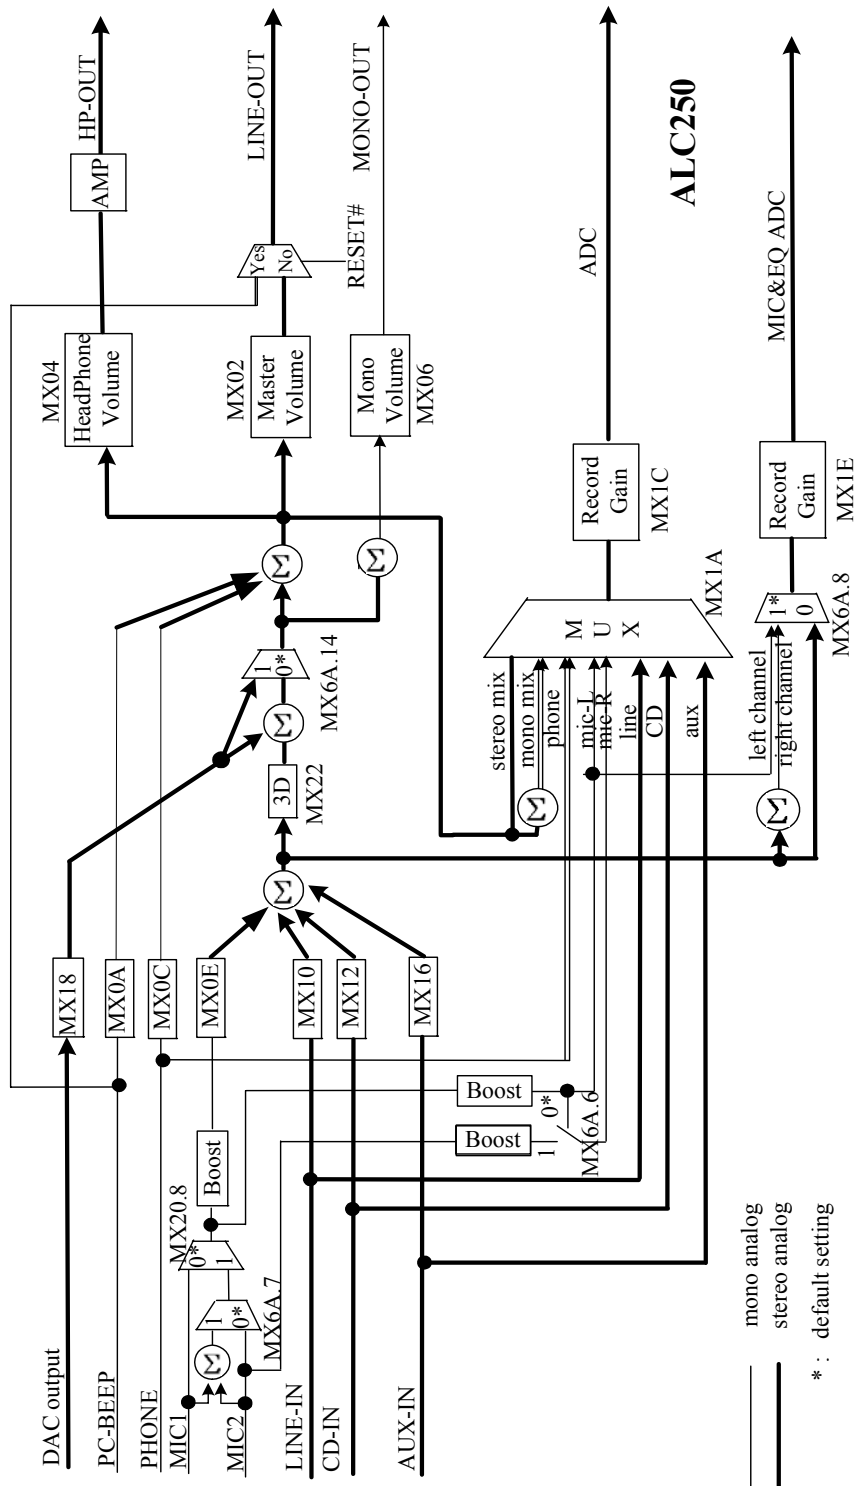 DAC output
PC-BEEP
PHONE
MIC1
MIC2
LINE-IN
CD-IN
AUX-IN
Σ
1
0*
MX6A.7
0*
1
MX20.8
Boost
Boost
Boost
1
0*
MX6A.6
MX18
MX0A
MX0C
MX0E
MX10
MX12
MX16
Σ
3D
MX22
Σ
1
0*
MX6A.14
Σ
Σ
MX04
HeadPhone
Volume
MX02
Master
Volume
Mono
Volume
MX06
Yes
No
RESET#
AMP
HP-OUT
LINE-OUT
MONO-OUT
stereo mix
mono mix
phone
mic-L
mic-R
line
CD
aux
Σ
M
U
X
MX1A
Record
Gain
MX1C
ADC
left channel
right channel
Σ
1*
0
MX6A.8
Record
Gain
MX1E
MIC&EQ ADC
ALC250
mono analog
stereo analog
* : default setting